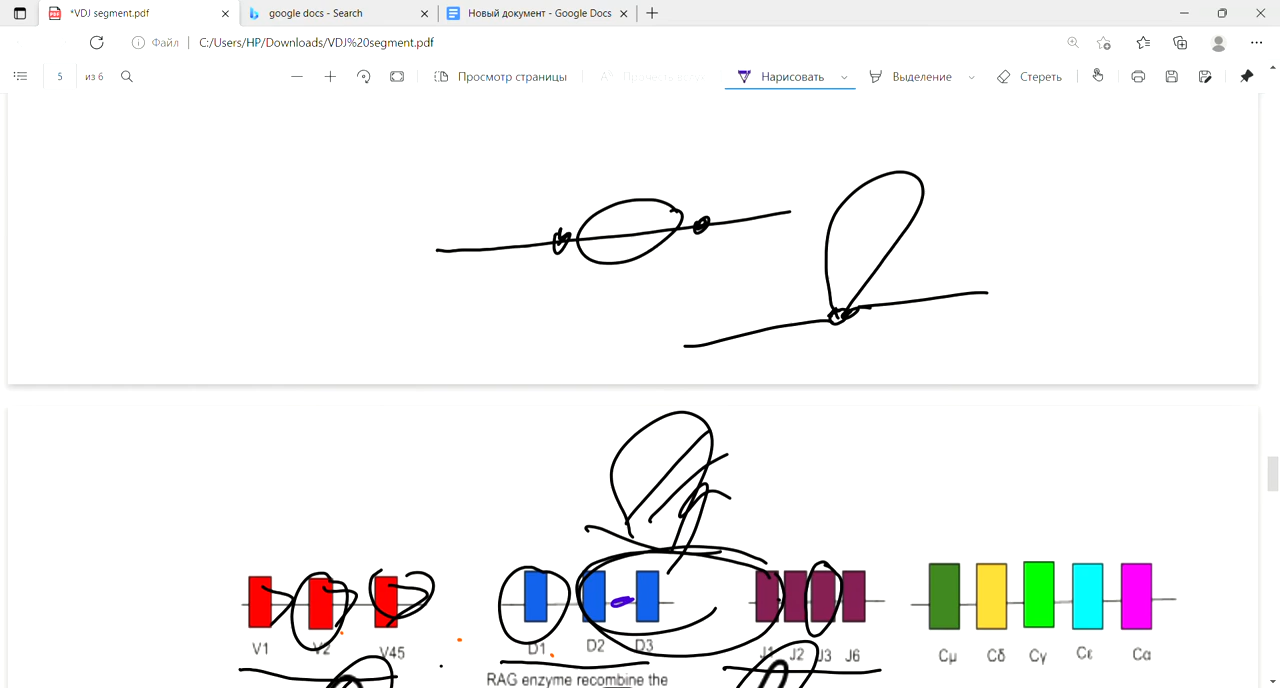 *VDJ segment.pdf
google docs - Search
Новый документ - Google Docs
Файл C:/Users/HP/Downloads/VDJ%20segment.pdf
5 из 6 Просмотр страницы Прочесть вслух Нарисовать Выделение Стереть
V1 V2 V45 D1 D2 D3 J1 J2 J3 J6 Cμ Cδ Cγ Cε Cα
RAG enzyme recombine the